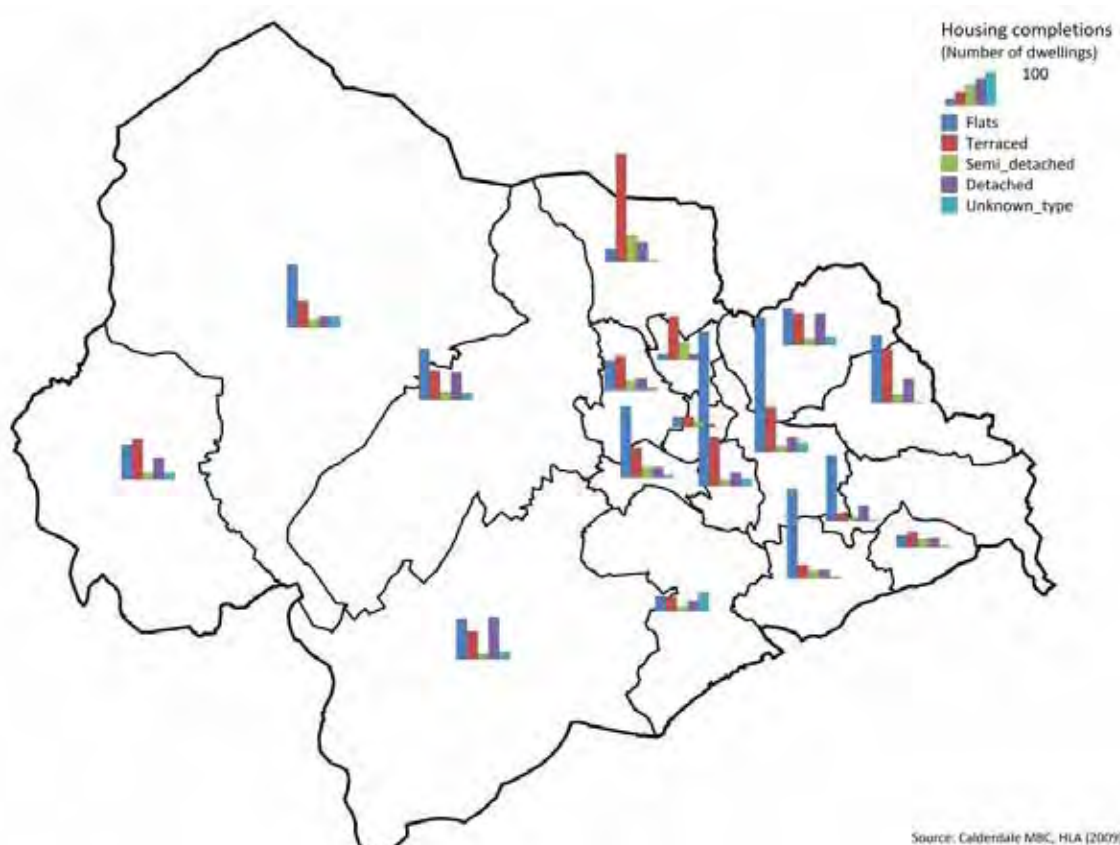 Housing completions
(Number of dwellings)
100
Flats
Terraced
Semi_detached
Detached
Unknown_type
Source: Calderdale MBC, HLA (2009)